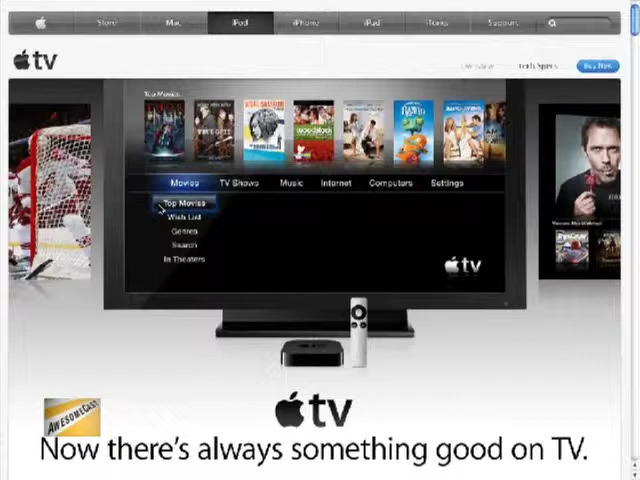 Store Mac iPod iPhone iPad iTunes Support
tv
Tech Specs Buy Now
Top Movies
Movies TV Shows Music Internet Computers Settings
Top Movies
Wish List
Genres
Search
In Theaters
tv
tv
AWESOMECAST
Now there's always something good on TV.